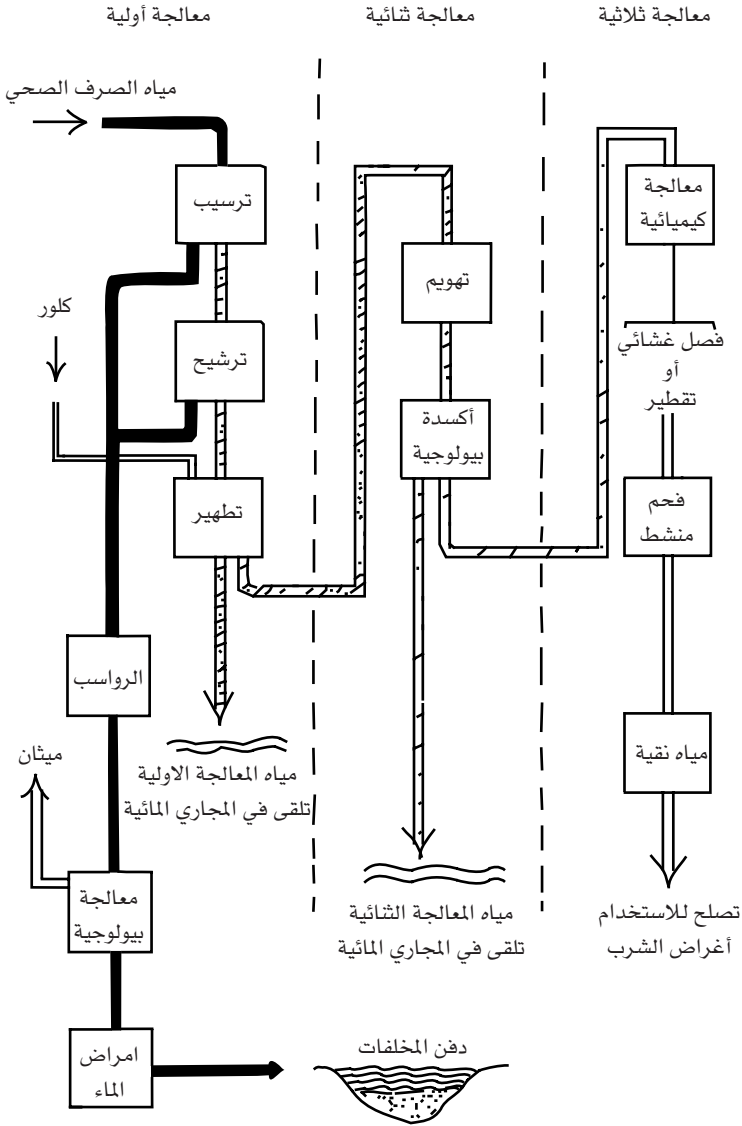 معالجة أولية
معالجة ثنائية
معالجة ثلاثية
مياه الصرف الصحي
ترسيب
كلور
ترشيح
تطهير
الرواسب
ميثان
مياه المعالجة الاولية
تلقى في المجاري المائية
معالجة
بيولوجية
امراض
الماء
دفن المخلفات
تهويم
أكسدة
بيولوجية
مياه المعالجة الثنائية
تلقى في المجاري المائية
معالجة
كيميائية
فصل غشائي
أو
تقطير
فحم
منشط
مياه نقية
تصلح للاستخدام
أغراض الشرب